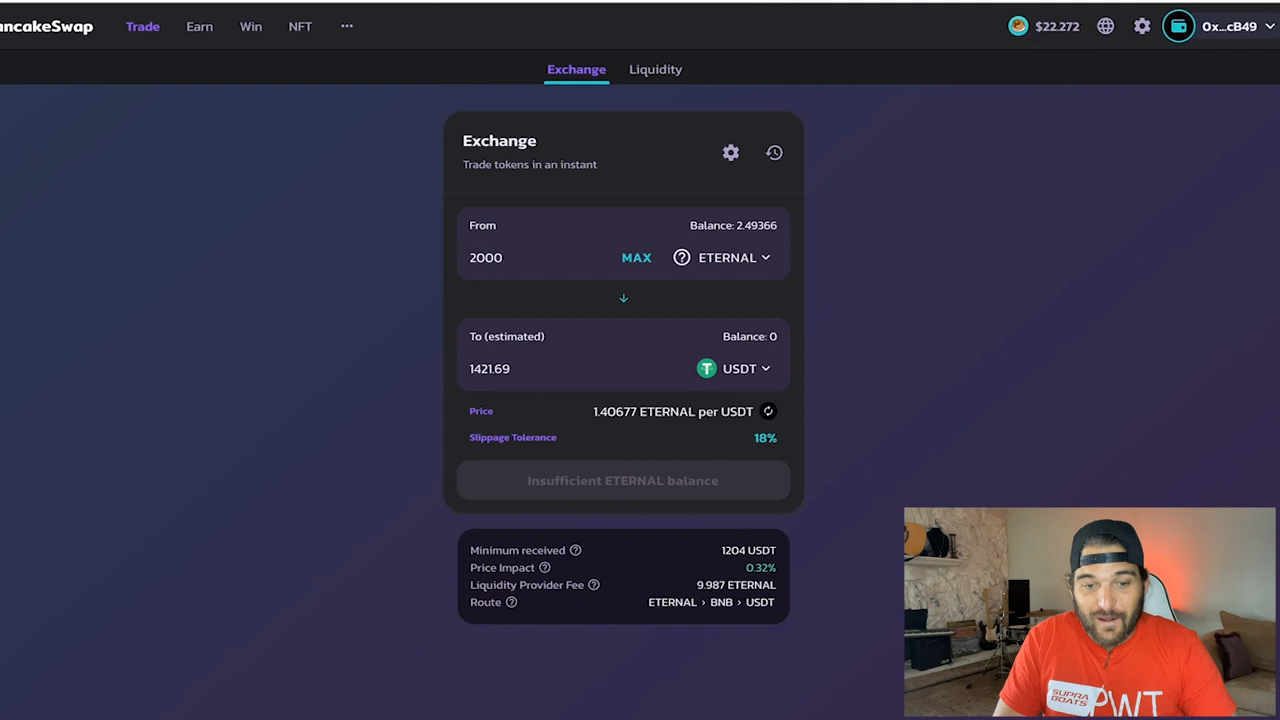 ancakeSwap Trade Earn Win NFT ... $22.272 0x...cB49
Exchange Liquidity
Exchange
Trade tokens in an instant
From Balance: 2.49366
2000 MAX ETERNAL
To (estimated) Balance: 0
1421.69 USDT
Price 1.40677 ETERNAL per USDT
Slippage Tolerance 18%
Insufficient ETERNAL balance
Minimum received 1204 USDT
Price Impact 0.32%
Liquidity Provider Fee 9.987 ETERNAL
Route ETERNAL > BNB > USDT
SUPRA
BOATS
PWT